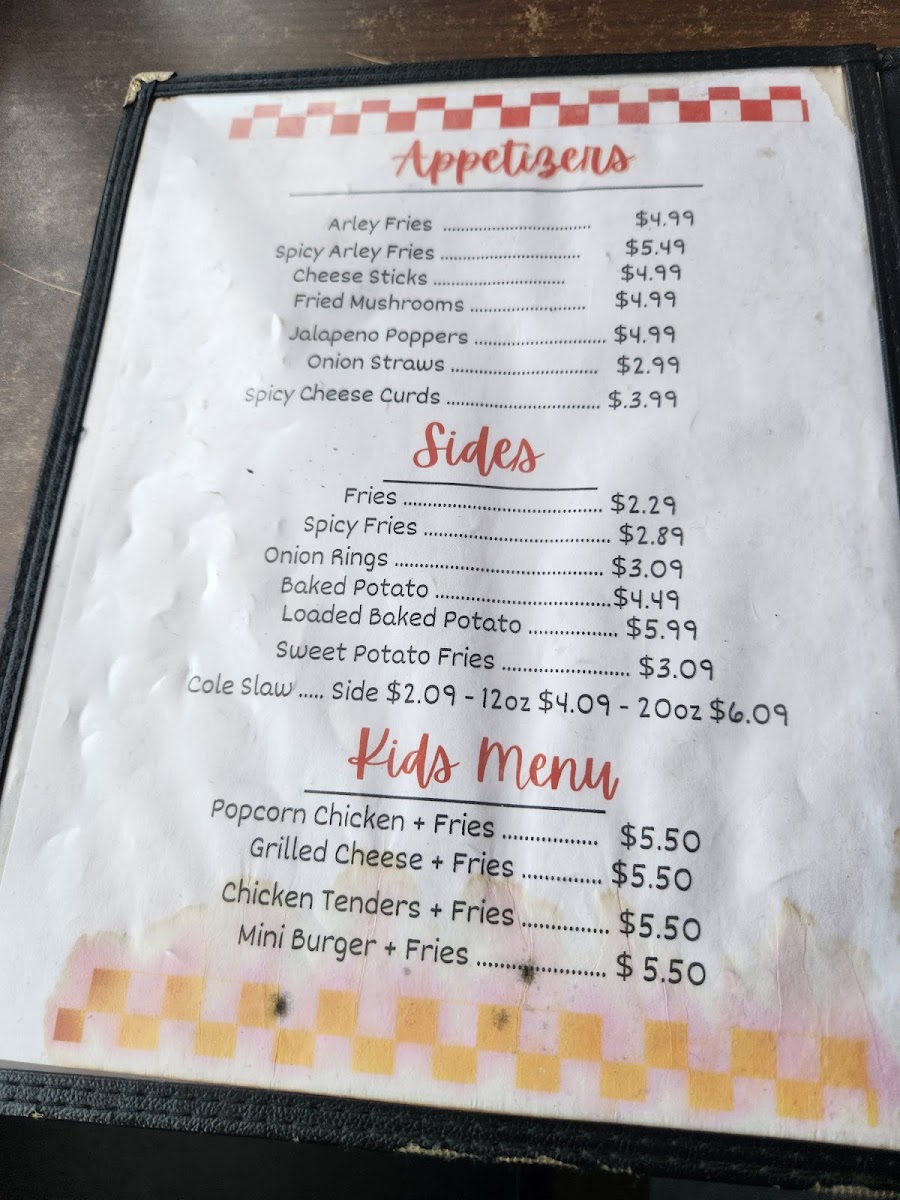 Appetizers
Arley Fries ................................ $4.99
Spicy Arley Fries ............................. $5.49
Cheese Sticks ........................... $4.99
Fried Mushrooms ........................ $4.99
Jalapeno Poppers ........................... $4.99
Onion Straws .............................. $2.99
Spicy Cheese Curds ............................... $.3.99
Sides
Fries ........................................ $2.29
Spicy Fries ..................................... $2.89
Onion Rings .......................................... $3.09
Baked Potato ...................................$4.49
Loaded Baked Potato ................. $5.99
Sweet Potato Fries ........................ $3.09
Cole Slaw ..... Side $2.09 - 12oz $4.09 - 20oz $6.09
Kids Menu
Popcorn Chicken + Fries ................ $5.50
Grilled Cheese + Fries .............. $5.50
Chicken Tenders + Fries ............... $5.50
Mini Burger + Fries ...................... $ 5.50